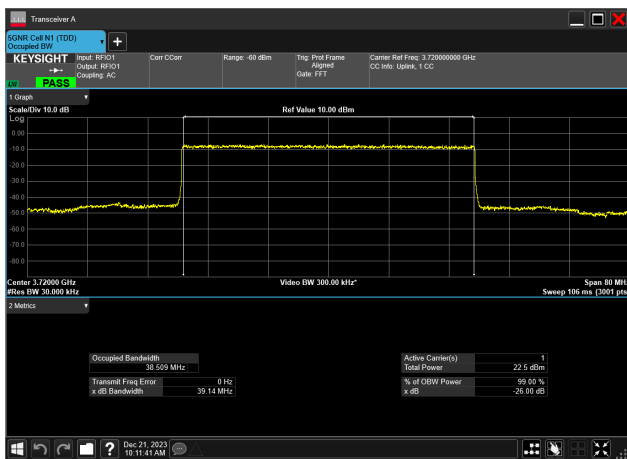 Transceiver A
5GNR Cell N1 (TDD)
Occupied BW
KEYSIGHT
PASS
Input: RFIO1
Output: RFIO1
Coupling: AC
Corr CCorr
Range: -60 dBm
Trig: Prot Frame
Aligned
Gate: FFT
Carrier Ref Freq: 3.720000000 GHz
CC Info: Uplink, 1 CC
1 Graph
Scale/Div 10.0 dB
Ref Value 10.00 dBm
Log
0.00
-10.0
-20.0
-30.0
-40.0
-50.0
-60.0
-70.0
-80.0
Center 3.72000 GHz
Video BW 300.00 kHz*
Span 80 MHz
#Res BW 30.000 kHz
Sweep 106 ms (3001 pts
2 Metrics
Occupied Bandwidth
38.509 MHz
Transmit Freq Error 0 Hz
x dB Bandwidth 39.14 MHz
Active Carrier(s) 1
Total Power 22.5 dBm
% of OBW Power 99.00 %
x dB -26.00 dB
Dec 21, 2023
10:11:41 AM